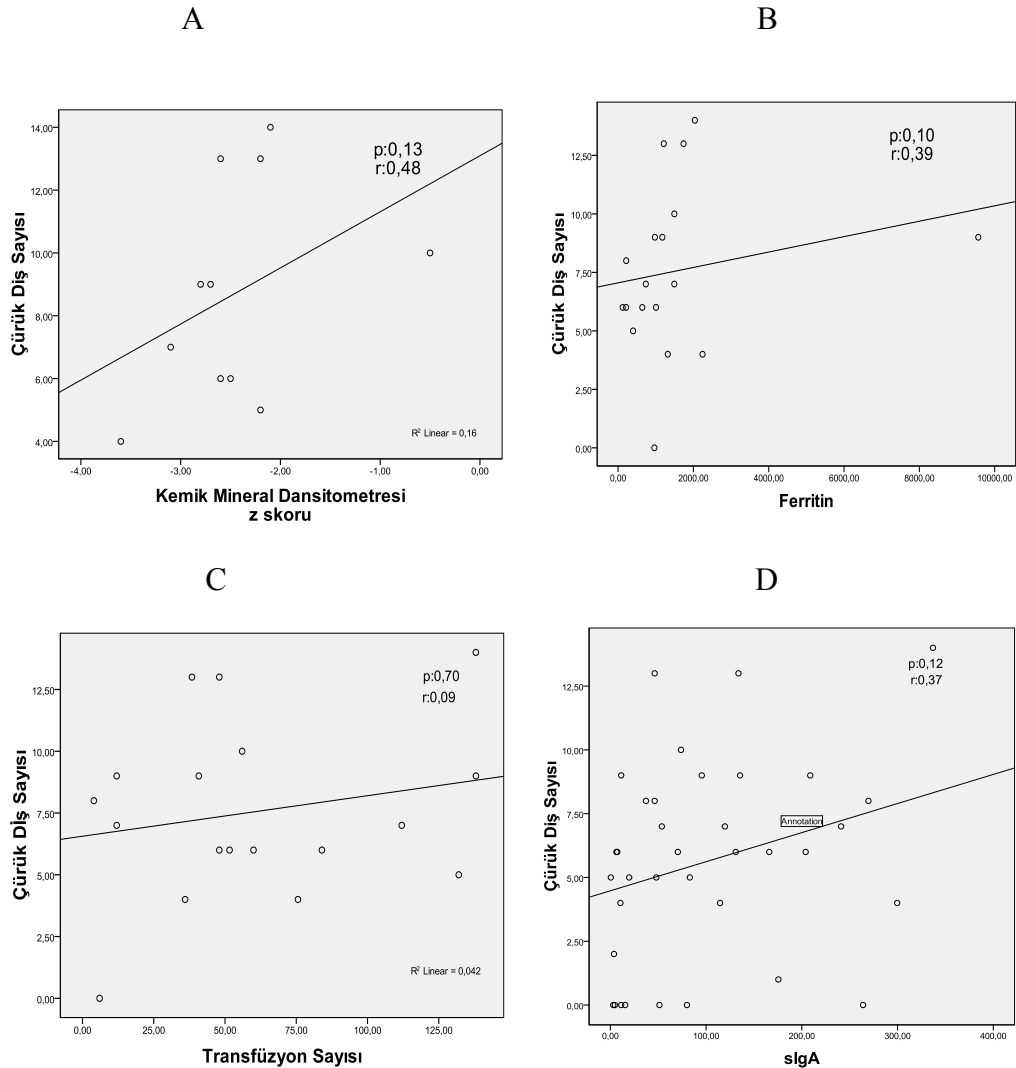 A
B
14,00
12,00
10,00
8,00
6,00
4,00
p:0,13
r:0,48
R² Linear = 0,16
Çürük Diş Sayısı
-4,00 -3,00 -2,00 -1,00 0,00
Kemik Mineral Dansitometresi
z skoru
12,50
10,00
7,50
5,00
2,50
0,00
p:0,10
r:0,39
Çürük Diş Sayısı
0,00 2000,00 4000,00 6000,00 8000,00 10000,00
Ferritin
C
D
12,50
10,00
7,50
5,00
2,50
0,00
p:0,70
r:0,09
R² Linear = 0,042
Çürük Dİş Sayısı
0,00 25,00 50,00 75,00 100,00 125,00
Transfüzyon Sayısı
12,50
10,00
7,50
5,00
2,50
0,00
p:0,12
r:0,37
Annotation
Çürük Diş Sayısı
0,00 100,00 200,00 300,00 400,00
sIgA